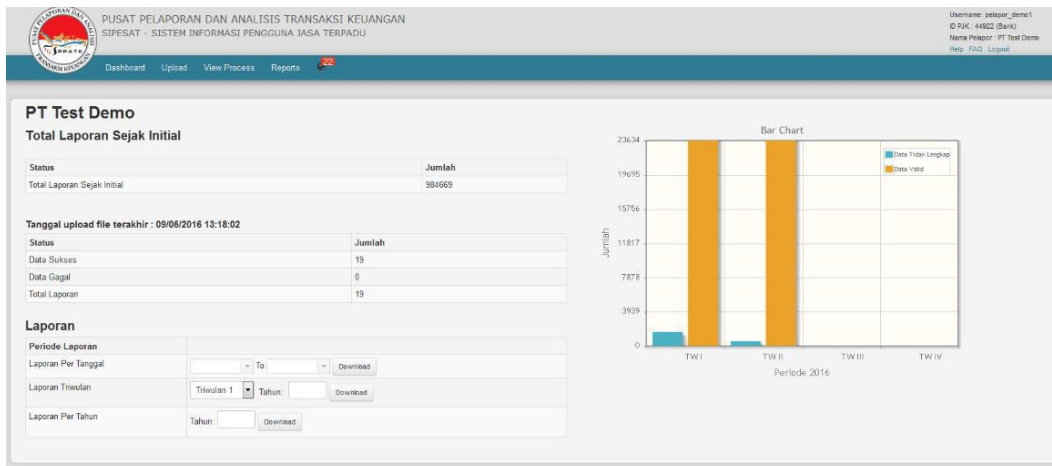 PUSAT PELAPORAN DAN ANALISIS TRANSAKSI KEUANGAN
SIPESAT - SISTEM INFORMASI PENGGUNA JASA TERPADU
PPATK
Username: pelapor_demo1
ID PJK : 44922 (Bank)
Nama Pelapor : PT Test Demo
Help FAQ Logout
Dashboard Upload View Process Reports 22
PT Test Demo
Total Laporan Sejak Initial
Status Jumlah
Total Laporan Sejak Initial 984669
Tanggal upload file terakhir : 09/06/2016 13:18:02
Status Jumlah
Data Sukses 19
Data Gagal 0
Total Laporan 19
Laporan
Periode Laporan
Laporan Per Tanggal To Download
Laporan Triwulan Triwulan 1 Tahun: Download
Laporan Per Tahun Tahun: Download
Bar Chart
Data Tidak Lengkap
Data Valid
23634
19695
15756
11817
7878
3939
0
Jumlah
TW I TW II TW III TW IV
Periode 2016